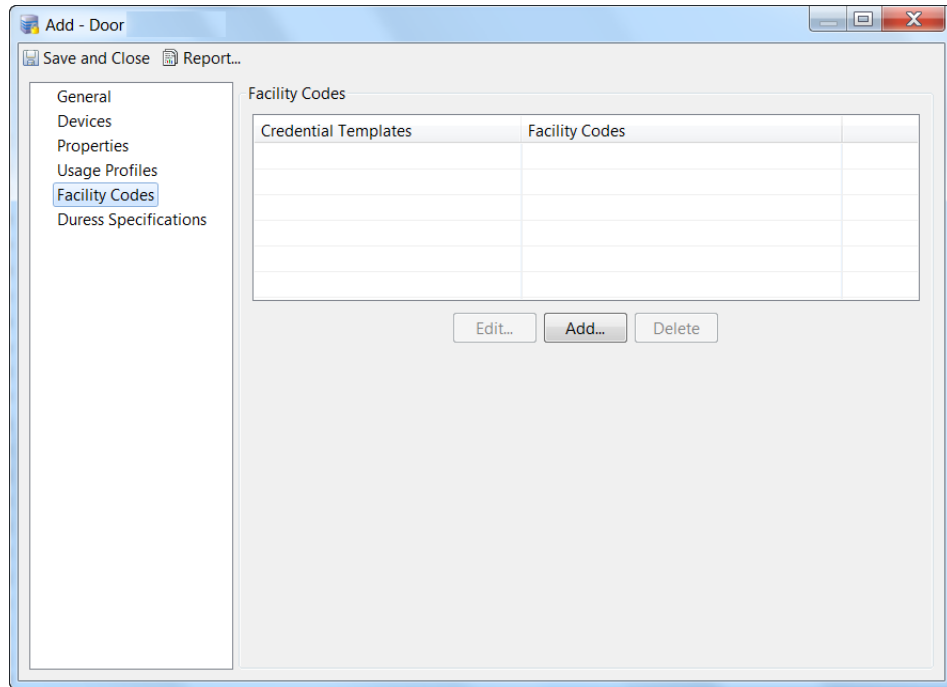 Add - Door
Save and Close Report...
General
Devices
Properties
Usage Profiles
Facility Codes
Duress Specifications
Facility Codes
Credential Templates Facility Codes
Edit... Add... Delete